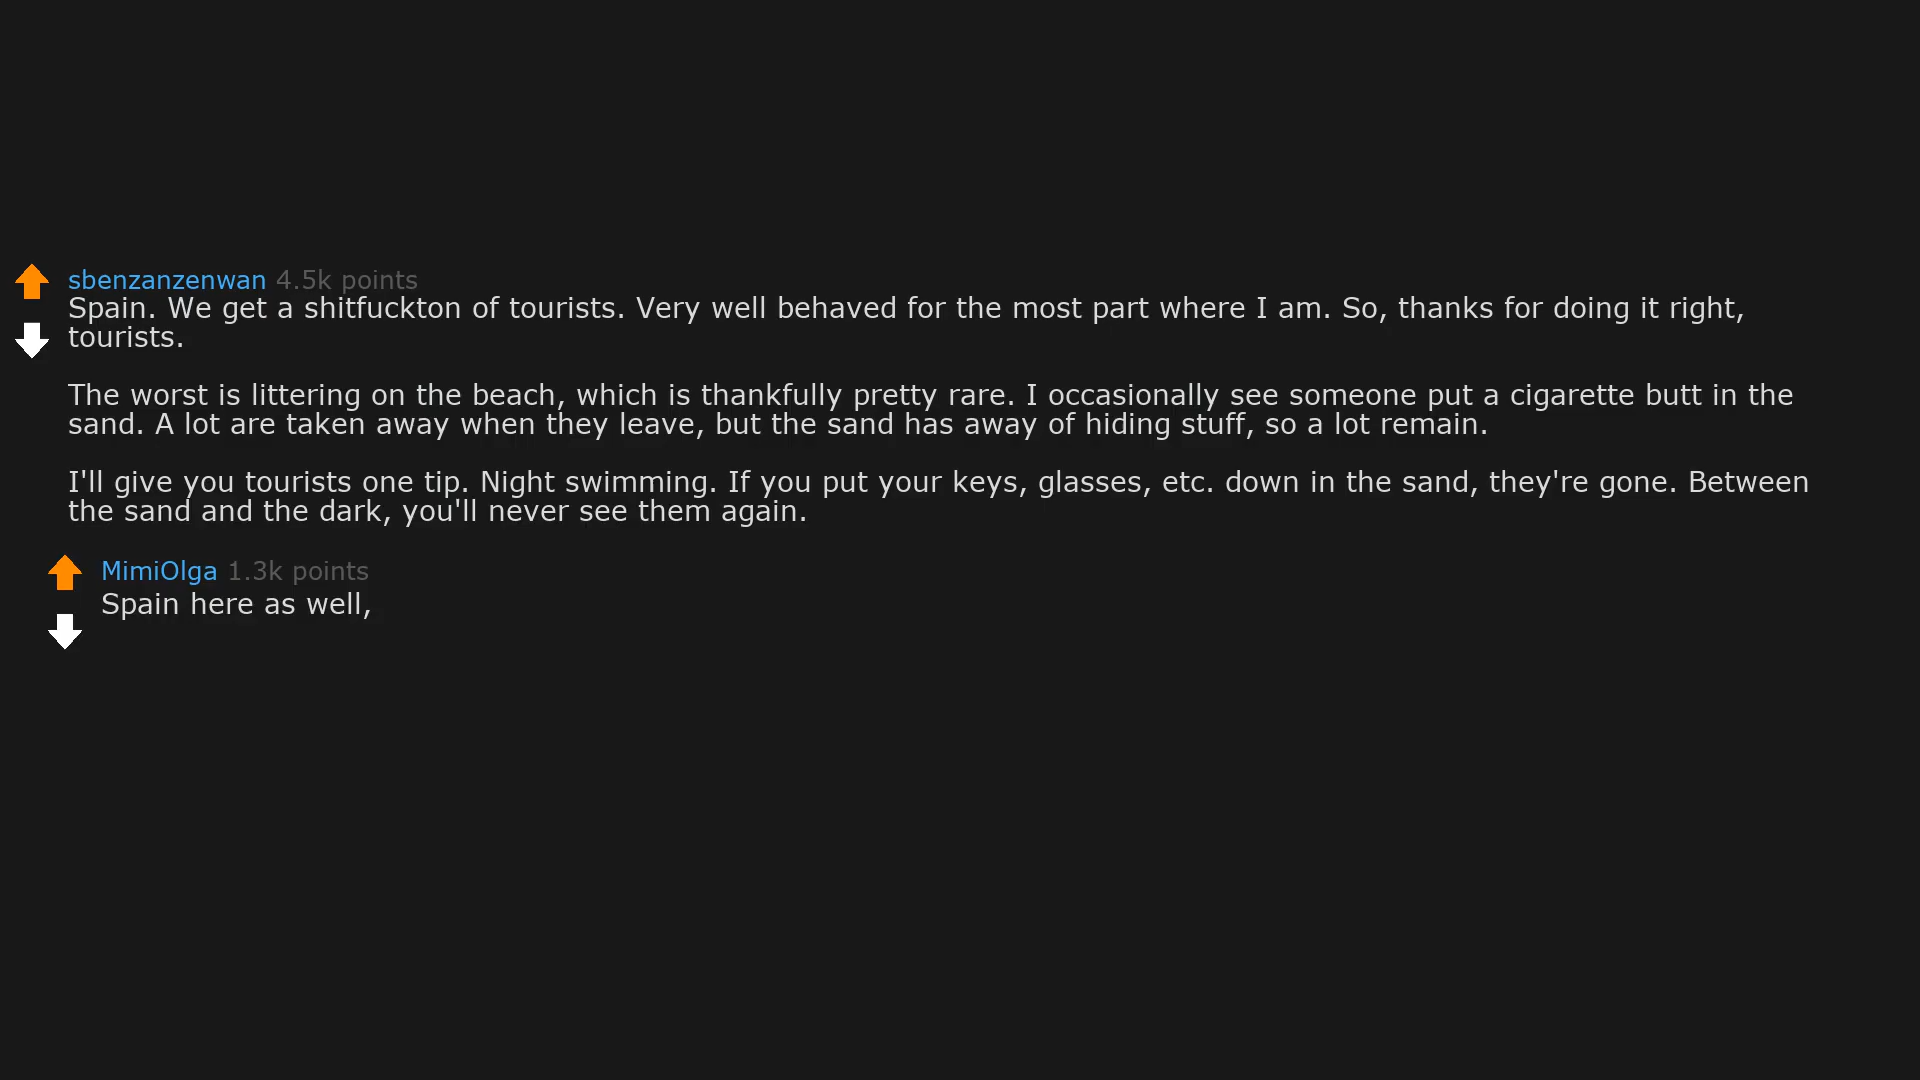 sbenzanzenwan 4.5k points
Spain. We get a shitfuckton of tourists. Very well behaved for the most part where I am. So, thanks for doing it right,
tourists.
The worst is littering on the beach, which is thankfully pretty rare. I occasionally see someone put a cigarette butt in the
sand. A lot are taken away when they leave, but the sand has away of hiding stuff, so a lot remain.
I'll give you tourists one tip. Night swimming. If you put your keys, glasses, etc. down in the sand, they're gone. Between
the sand and the dark, you'll never see them again.
MimiOlga 1.3k points
Spain here as well,